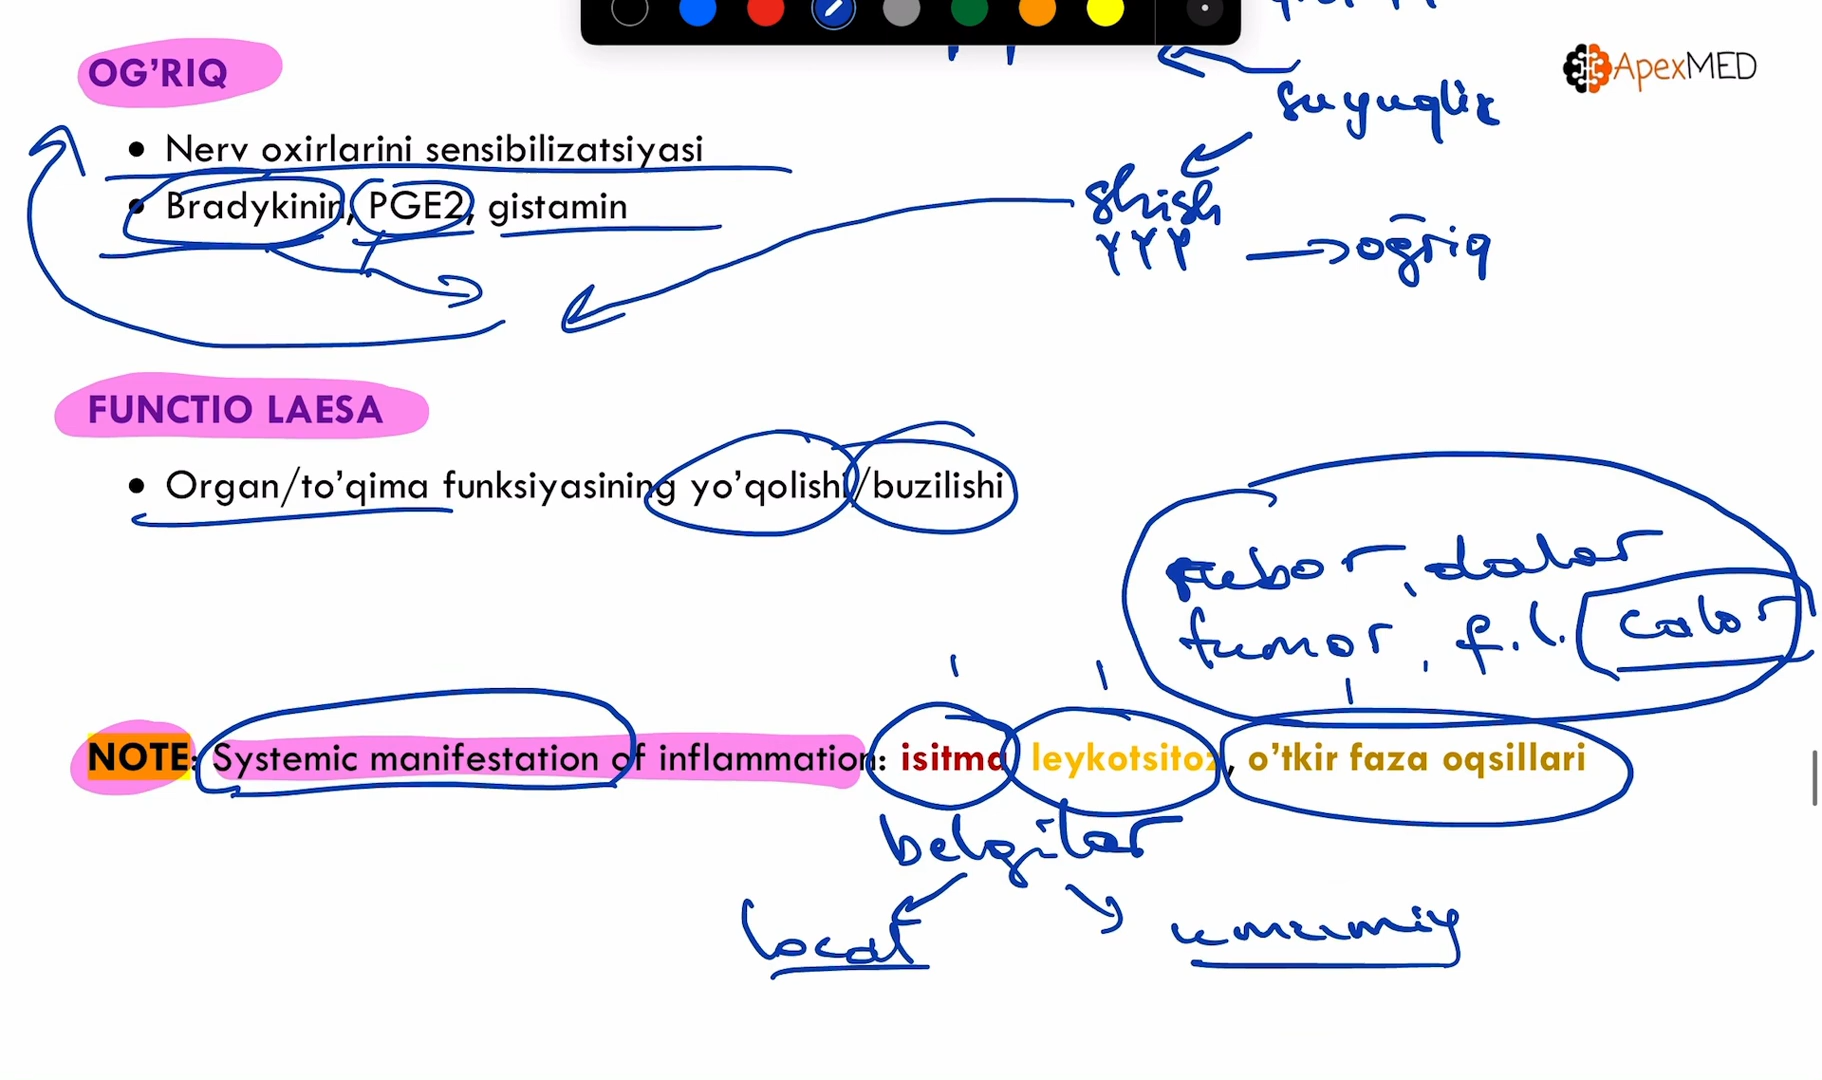 OG’RIQ
ApexMED
suyuqlik
• Nerv oxirlarini sensibilizatsiyasi
• Bradykinin, PGE2, gistamin
shish
→ og'riq
FUNCTIO LAESA
• Organ/to’qima funksiyasining yo’qolishi/buzilishi
rubor, dolor
tumor, f.l. calor
NOTE: Systemic manifestation of inflammation: isitma leykotsitoz, o’tkir faza oqsillari
belgilar
local
umumiy